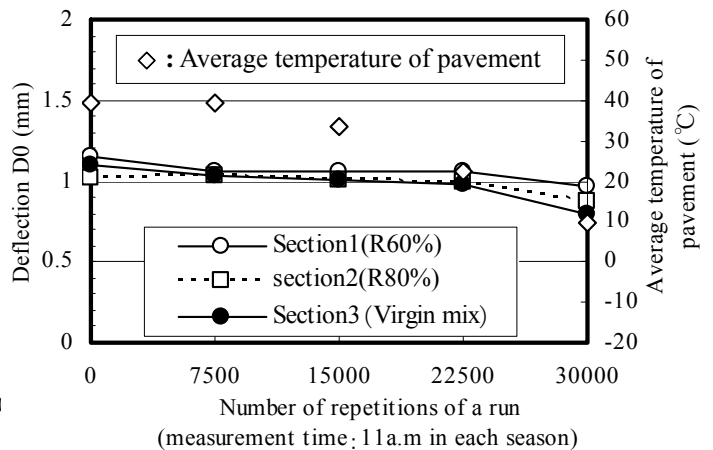 2
1.5
1
0.5
0
Deflection D0 (mm)
: Average temperature of pavement
Section1(R60%)
section2(R80%)
Section3 (Virgin mix)
60
50
40
30
20
10
0
-10
-20
Average temperature of
pavement (℃)
0 7500 15000 22500 30000
Number of repetitions of a run
(measurement time:11a.m in each season)